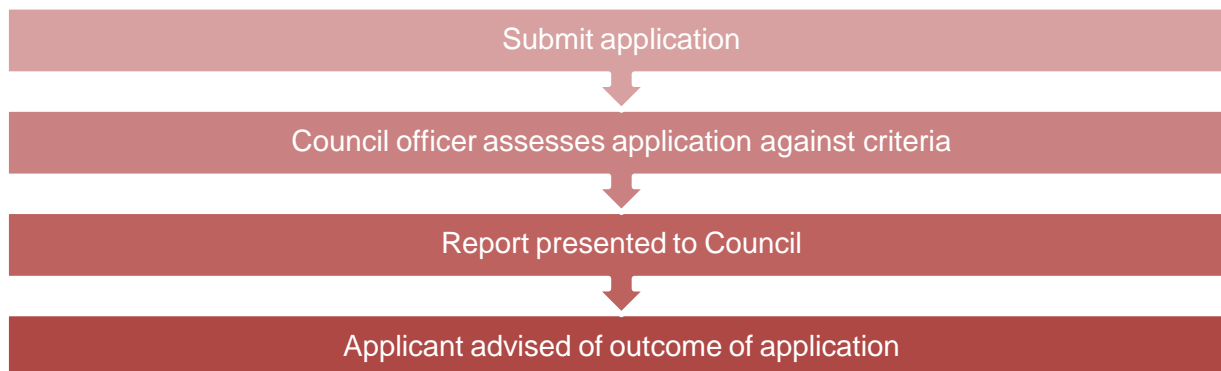 Submit application
Council officer assesses application against criteria
Report presented to Council
Applicant advised of outcome of application